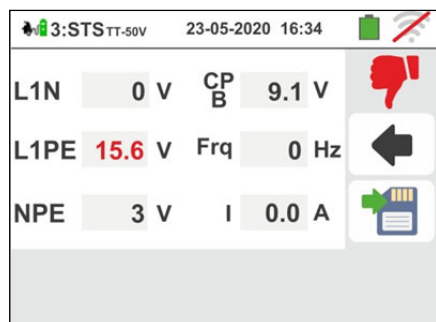 3:STS TT-50V 23-05-2020 16:34
L1N 0 V CP B 9.1 V
L1PE 15.6 V Frq 0 Hz
NPE 3 V I 0.0 A